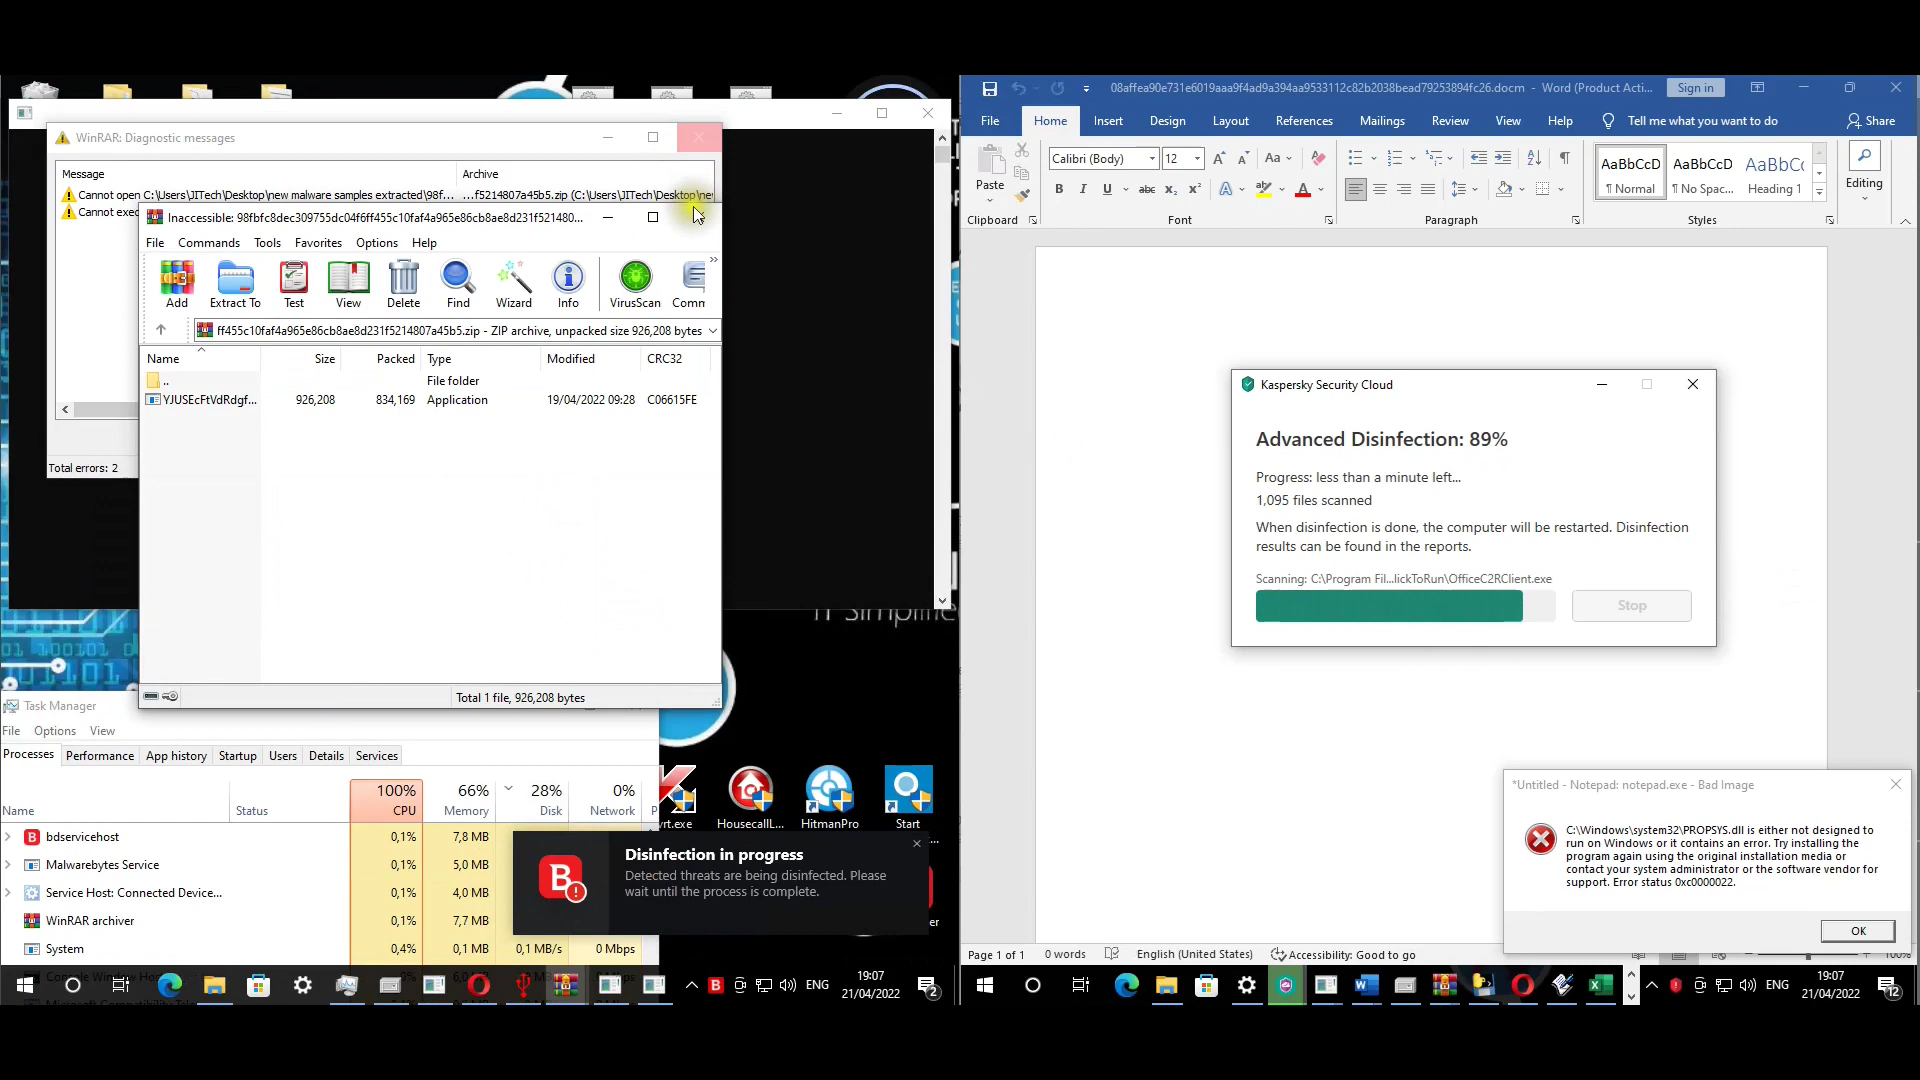 WinRAR: Diagnostic messages
Message Archive
Cannot open C:\Users\JITech\Desktop\new malware samples extracted\98f... ...f5214807a45b5.zip (C:\Users\JITech\Desktop\new
Cannot exec
Total errors: 2
Inaccessible: 98fbfc8dec309755dc04f6ff455c10faf4a965e86cb8ae8d231f521480...
File Commands Tools Favorites Options Help
Add Extract To Test View Delete Find Wizard Info VirusScan Comm
ff455c10faf4a965e86cb8ae8d231f5214807a45b5.zip - ZIP archive, unpacked size 926,208 bytes
Name Size Packed Type Modified CRC32
.. File folder
YJUSEcFtVdRdgf... 926,208 834,169 Application 19/04/2022 09:28 C06615FE
Total 1 file, 926,208 bytes
IT simplifie
Task Manager
File Options View
Processes Performance App history Startup Users Details Services
100% 66% 28% 0%
Name Status CPU Memory Disk Network P
bdservicehost 0,1% 7,8 MB
Malwarebytes Service 0,1% 5,0 MB
Service Host: Connected Device... 0,1% 4,0 MB
WinRAR archiver 0,1% 7,7 MB
System 0,4% 0,1 MB 0,1 MB/s 0 Mbps
vrt.exe HousecallL... HitmanPro Start
B
Disinfection in progress
Detected threats are being disinfected. Please
wait until the process is complete.
ENG
19:07
21/04/2022
2
08affea90e731e6019aaa9f4ad9a394aa9533112c82b2038bead79253894fc26.docm - Word (Product Acti...
Sign in
File Home Insert Design Layout References Mailings Review View Help Tell me what you want to do Share
Paste
Calibri (Body) 12
B I U abc x₂ x²
AaBbCcD AaBbCcD AaBbCc
¶ Normal ¶ No Spac... Heading 1
Editing
Clipboard Font Paragraph Styles
Kaspersky Security Cloud
Advanced Disinfection: 89%
Progress: less than a minute left...
1,095 files scanned
When disinfection is done, the computer will be restarted. Disinfection
results can be found in the reports.
Scanning: C:\Program Fil...lickToRun\OfficeC2RClient.exe
Stop
*Untitled - Notepad: notepad.exe - Bad Image
C:\Windows\system32\PROPSYS.dll is either not designed to
run on Windows or it contains an error. Try installing the
program again using the original installation media or
contact your system administrator or the software vendor for
support. Error status 0xc0000022.
OK
Page 1 of 1 0 words English (United States) Accessibility: Good to go 100%
ENG
19:07
21/04/2022
12